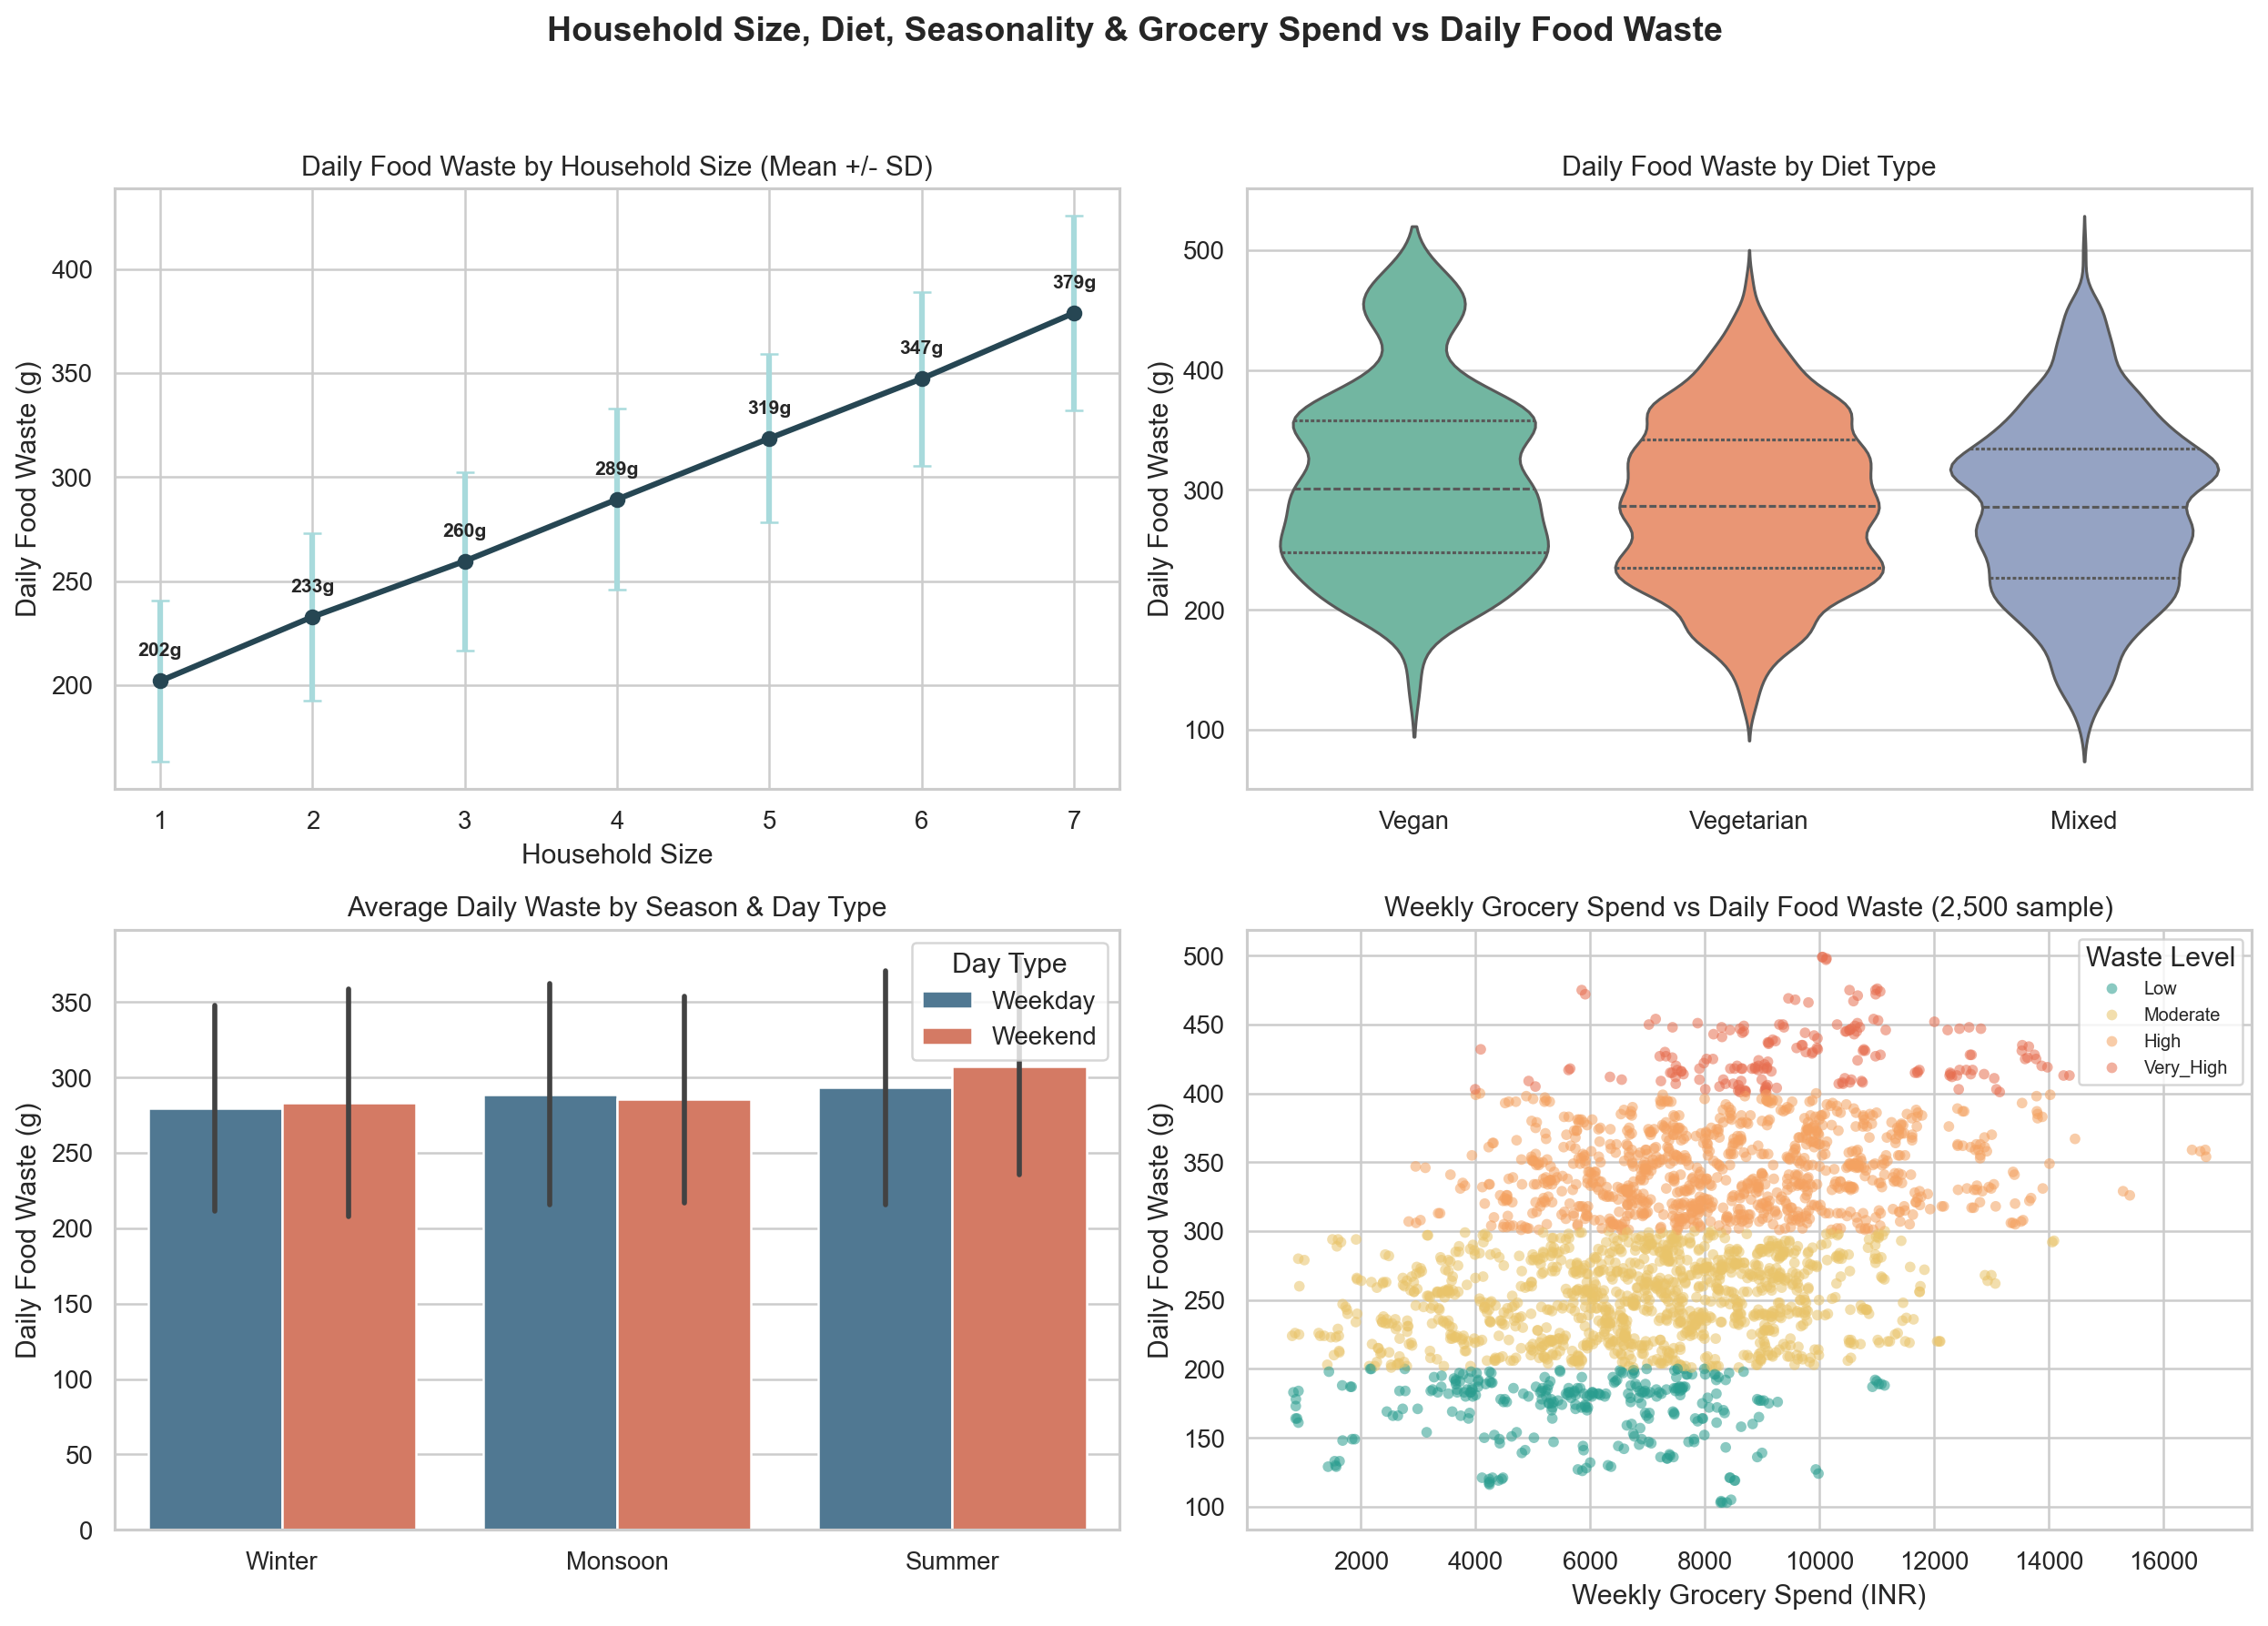 Household Size, Diet, Seasonality & Grocery Spend vs Daily Food Waste
Daily Food Waste by Household Size (Mean +/- SD)
Daily Food Waste (g)
400
350
300
250
200
202g
233g
260g
289g
319g
347g
379g
1 2 3 4 5 6 7
Household Size
Daily Food Waste by Diet Type
Daily Food Waste (g)
500
400
300
200
100
Vegan Vegetarian Mixed
Average Daily Waste by Season & Day Type
Daily Food Waste (g)
350
300
250
200
150
100
50
0
Day Type
Weekday
Weekend
Winter Monsoon Summer
Weekly Grocery Spend vs Daily Food Waste (2,500 sample)
Daily Food Waste (g)
500
450
400
350
300
250
200
150
100
Waste Level
Low
Moderate
High
Very_High
2000 4000 6000 8000 10000 12000 14000 16000
Weekly Grocery Spend (INR)